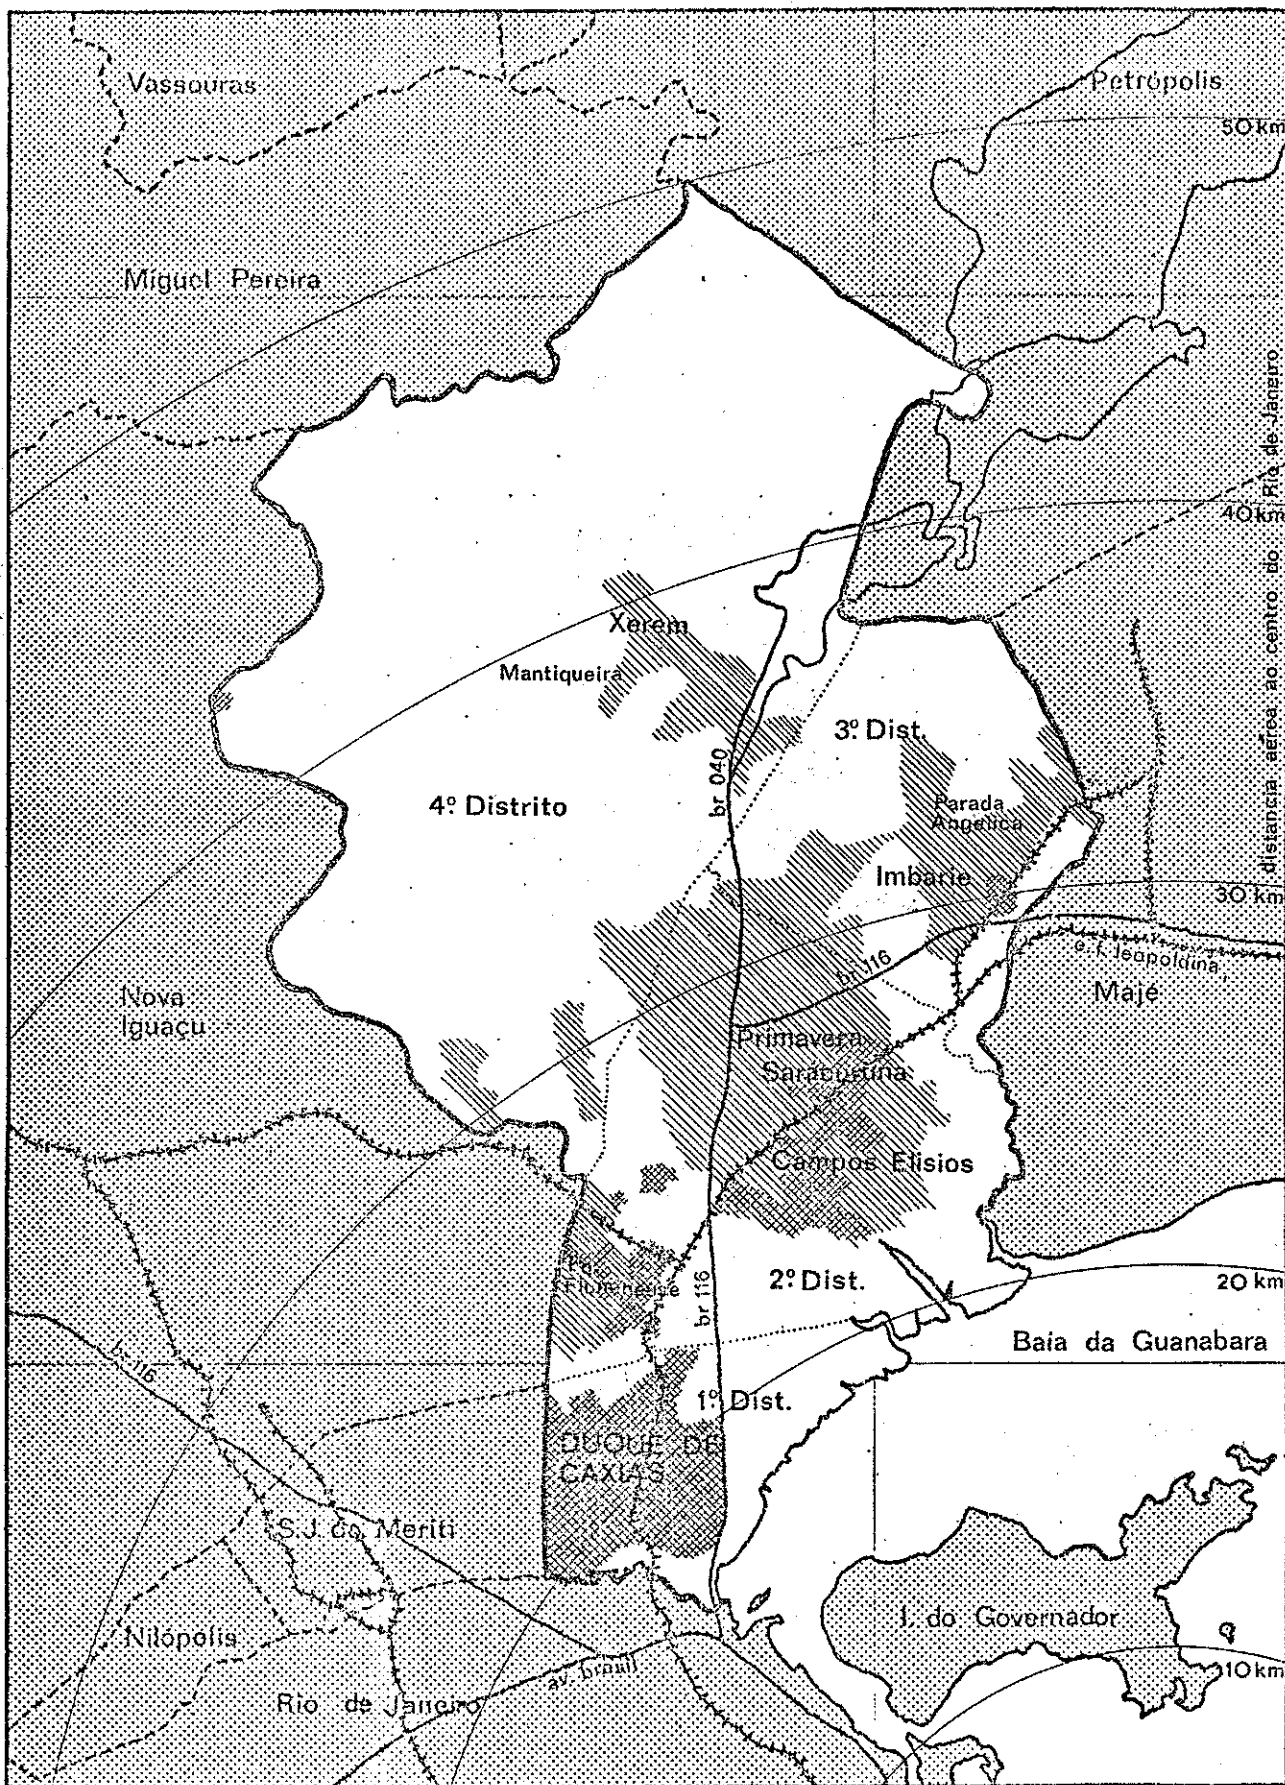 Vassouras
Petrópolis
50 km
Miguel Pereira
distancia aérea ao centro do Rio de Janeiro
40 km
Xerem
Mantiqueira
3º Dist.
br 040
4º Distrito
Parada
Angelica
Imbarie
30 km
br 116
e. f. leopoldina
Majé
Nova
Iguaçu
Primavera
Saracuruna
Campos Elisios
Fluminense
br 116
2º Dist.
20 km
Baía da Guanabara
br 116
1º Dist.
DUQUE DE
CAXIAS
S.J. do Meriti
I. do Governador
Nilópolis
10 km
av. brasil
Rio de Janeiro